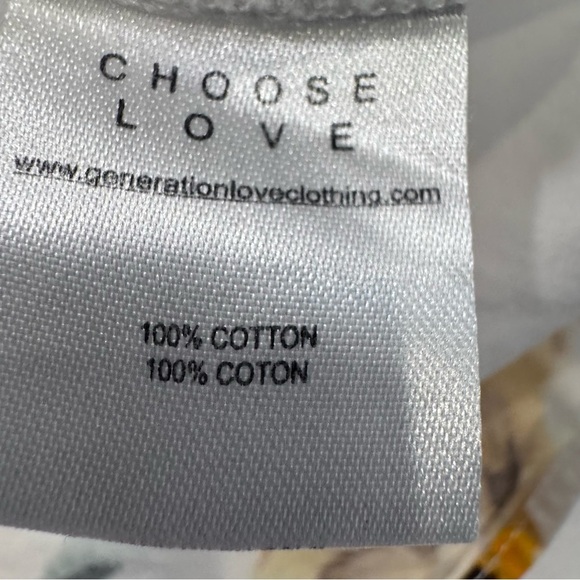 CHOOSE
LOVE
www.generationloveclothing.com
100% COTTON
100% COTON